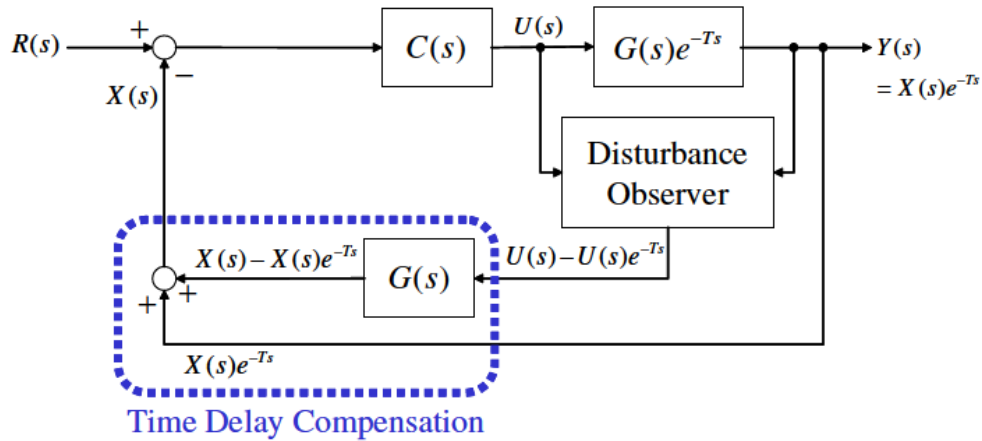 R(s)
+
−
X(s)
C(s)
U(s)
G(s)e^{−Ts}
Y(s)
= X(s)e^{−Ts}
Disturbance
Observer
X(s) − X(s)e^{−Ts}
G(s)
U(s) − U(s)e^{−Ts}
+
+
X(s)e^{−Ts}
Time Delay Compensation